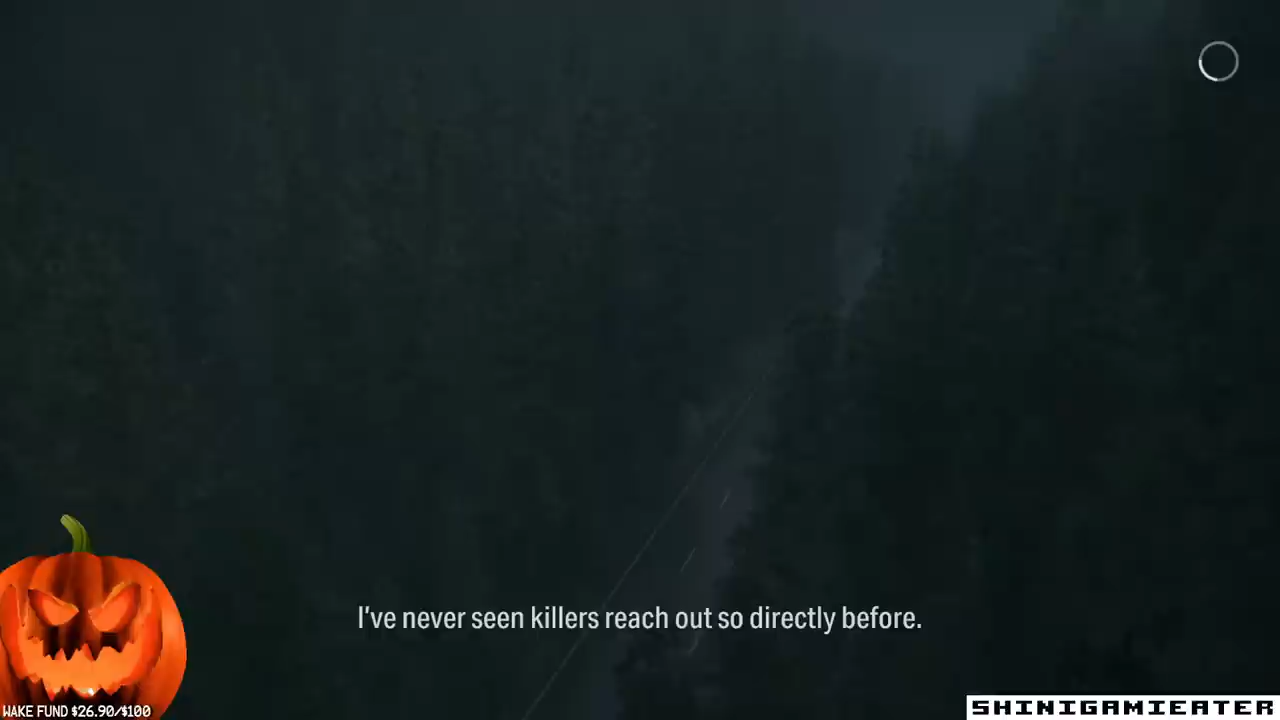 I've never seen killers reach out so directly before.
WAKE FUND $26.90/$100
SHINIGAMIEATER